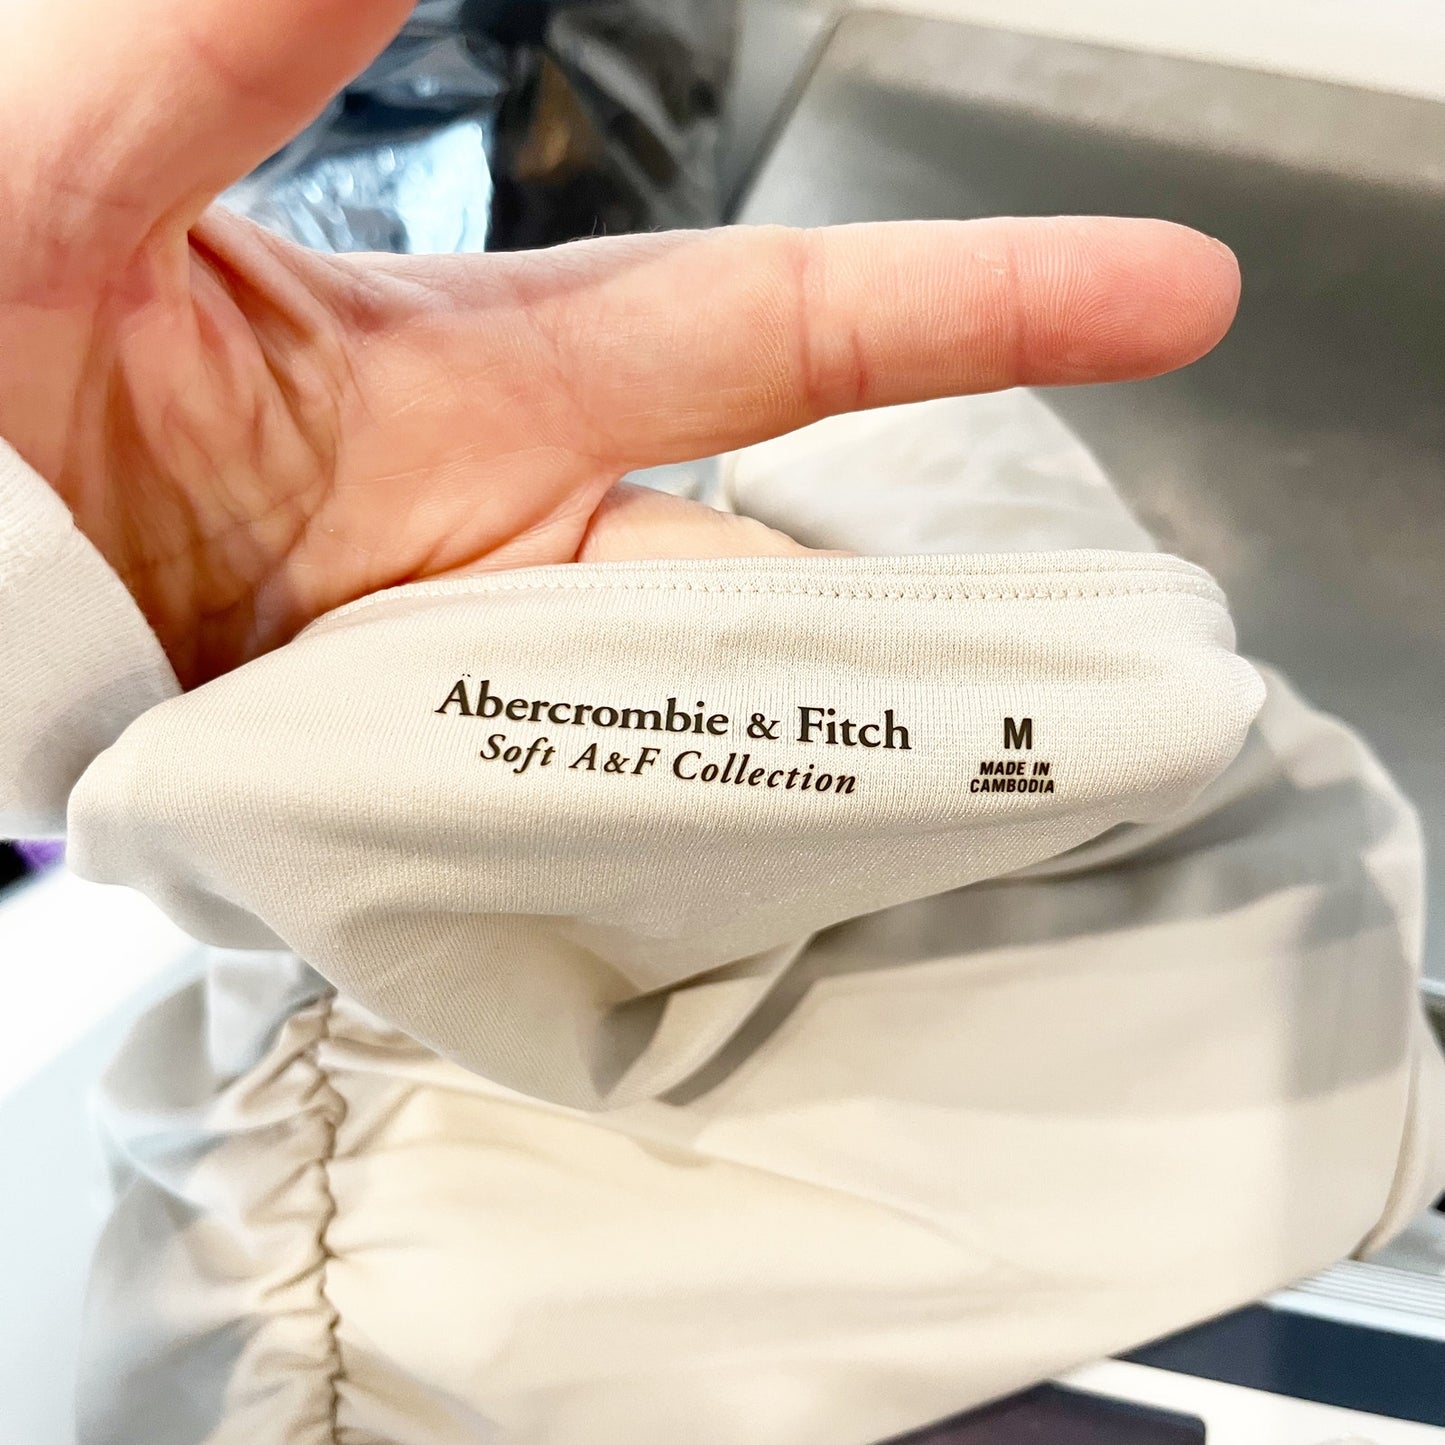 Abercrombie & Fitch
Soft A&F Collection
M
MADE IN
CAMBODIA